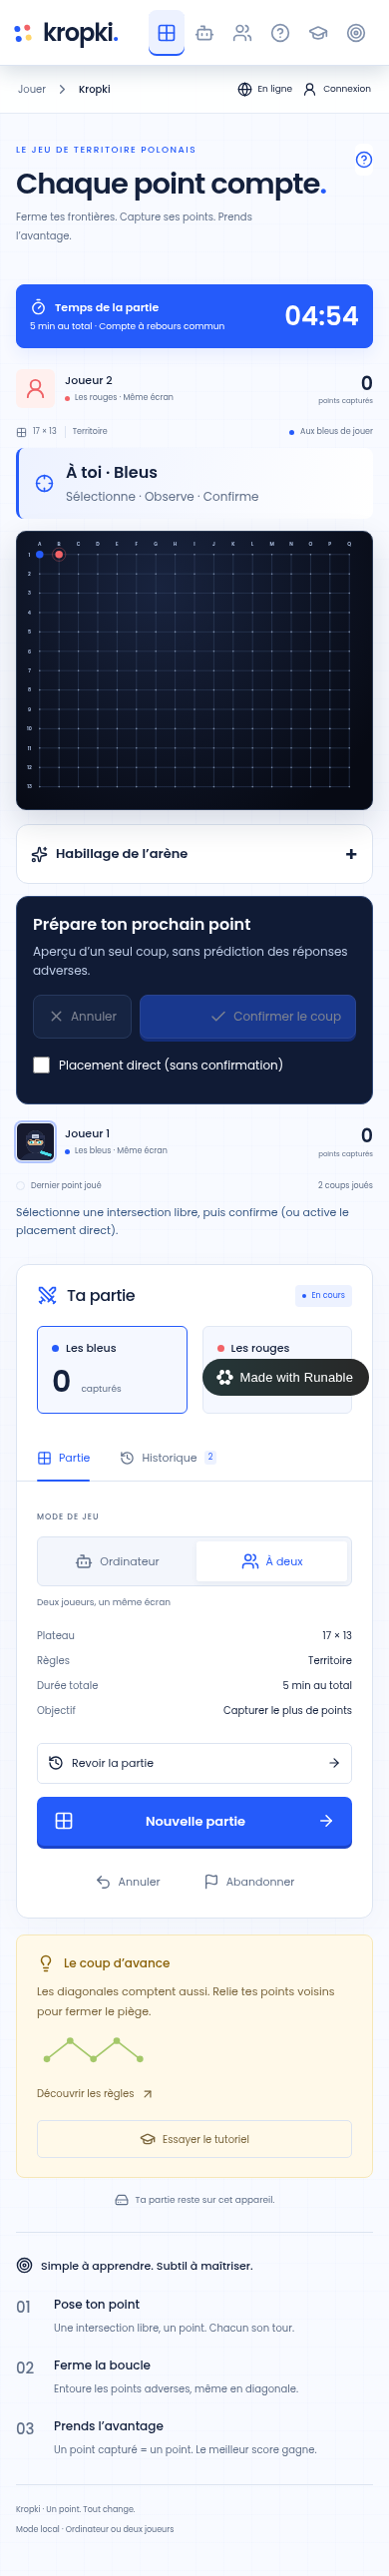 kropki.
Jouer > Kropki
En ligne
Connexion
LE JEU DE TERRITOIRE POLONAIS
Chaque point compte.
Ferme tes frontières. Capture ses points. Prends
l’avantage.
Temps de la partie
5 min au total · Compte à rebours commun
04:54
Joueur 2
Les rouges · Même écran
0
points capturés
17 × 13
Territoire
Aux bleus de jouer
À toi · Bleus
Sélectionne · Observe · Confirme
A B C D E F G H I J K L M N O P Q
1
2
3
4
5
6
7
8
9
10
11
12
13
Habillage de l’arène
+
Prépare ton prochain point
Aperçu d’un seul coup, sans prédiction des réponses
adverses.
Annuler
Confirmer le coup
Placement direct (sans confirmation)
Joueur 1
Les bleus · Même écran
0
points capturés
Dernier point joué
2 coups joués
Sélectionne une intersection libre, puis confirme (ou active le
placement direct).
Ta partie
En cours
Les bleus
0 capturés
Les rouges
Made with Runable
Partie
Historique 2
MODE DE JEU
Ordinateur
À deux
Deux joueurs, un même écran
Plateau 17 × 13
Règles Territoire
Durée totale 5 min au total
Objectif Capturer le plus de points
Revoir la partie
Nouvelle partie
Annuler
Abandonner
Le coup d’avance
Les diagonales comptent aussi. Relie tes points voisins
pour fermer le piège.
Découvrir les règles
Essayer le tutoriel
Ta partie reste sur cet appareil.
Simple à apprendre. Subtil à maîtriser.
01 Pose ton point
Une intersection libre, un point. Chacun son tour.
02 Ferme la boucle
Entoure les points adverses, même en diagonale.
03 Prends l’avantage
Un point capturé = un point. Le meilleur score gagne.
Kropki · Un point. Tout change.
Mode local · Ordinateur ou deux joueurs